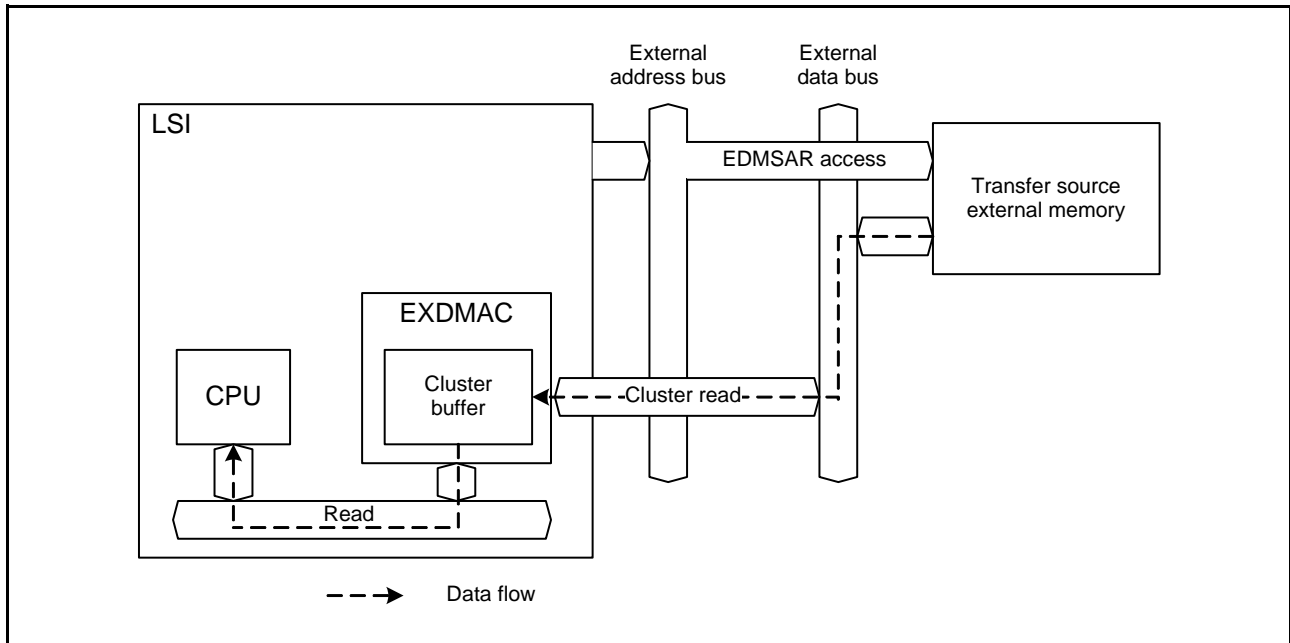 External
address bus
External
data bus
LSI
EDMSAR access
Transfer source
external memory
EXDMAC
CPU
Cluster
buffer
Cluster read
Read
Data flow